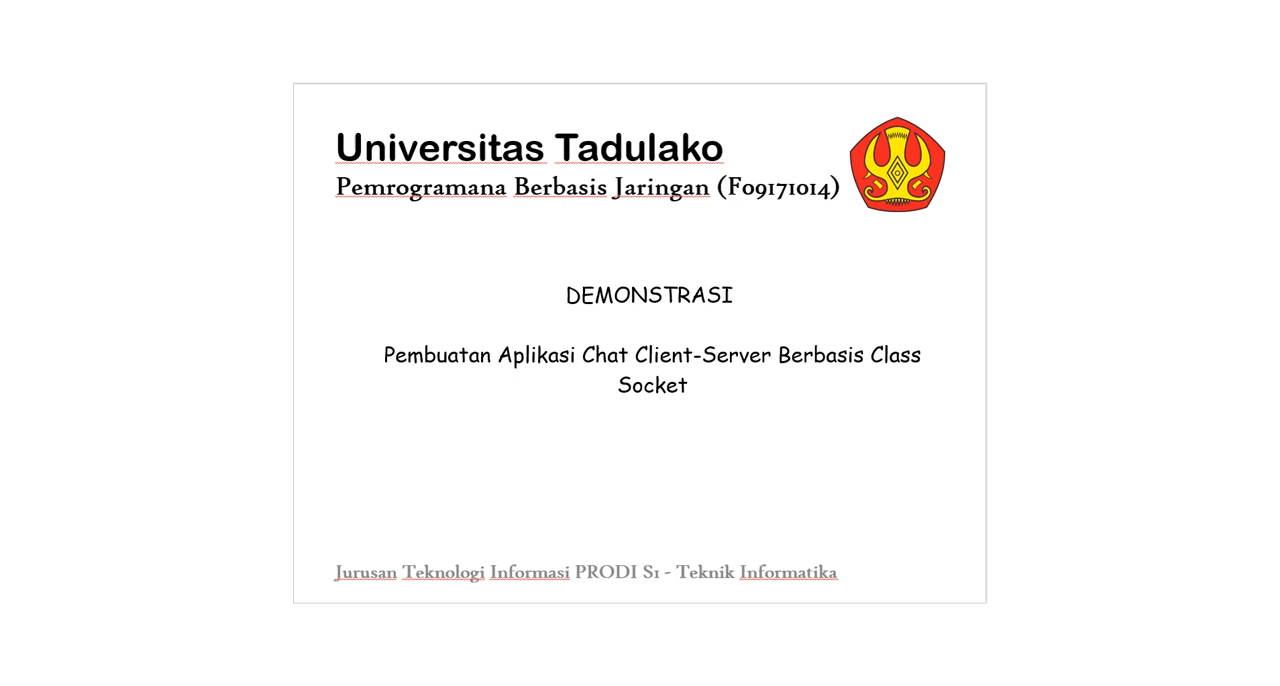 Universitas Tadulako
Pemrogramana Berbasis Jaringan (F09171014)
DEMONSTRASI
Pembuatan Aplikasi Chat Client-Server Berbasis Class
Socket
Jurusan Teknologi Informasi PRODI S1 - Teknik Informatika